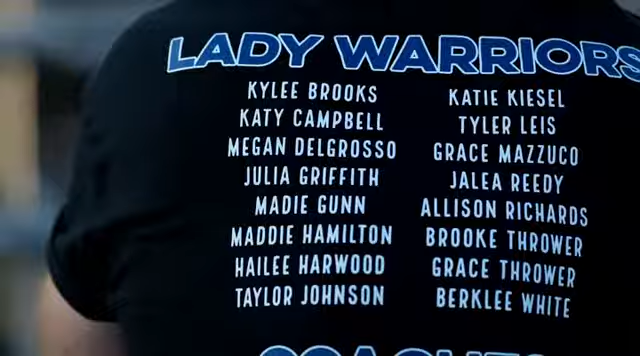 LADY WARRIORS
KYLEE BROOKS
KATY CAMPBELL
MEGAN DELGROSSO
JULIA GRIFFITH
MADIE GUNN
MADDIE HAMILTON
HAILEE HARWOOD
TAYLOR JOHNSON
KATIE KIESEL
TYLER LEIS
GRACE MAZZUCO
JALEA REEDY
ALLISON RICHARDS
BROOKE THROWER
GRACE THROWER
BERKLEE WHITE